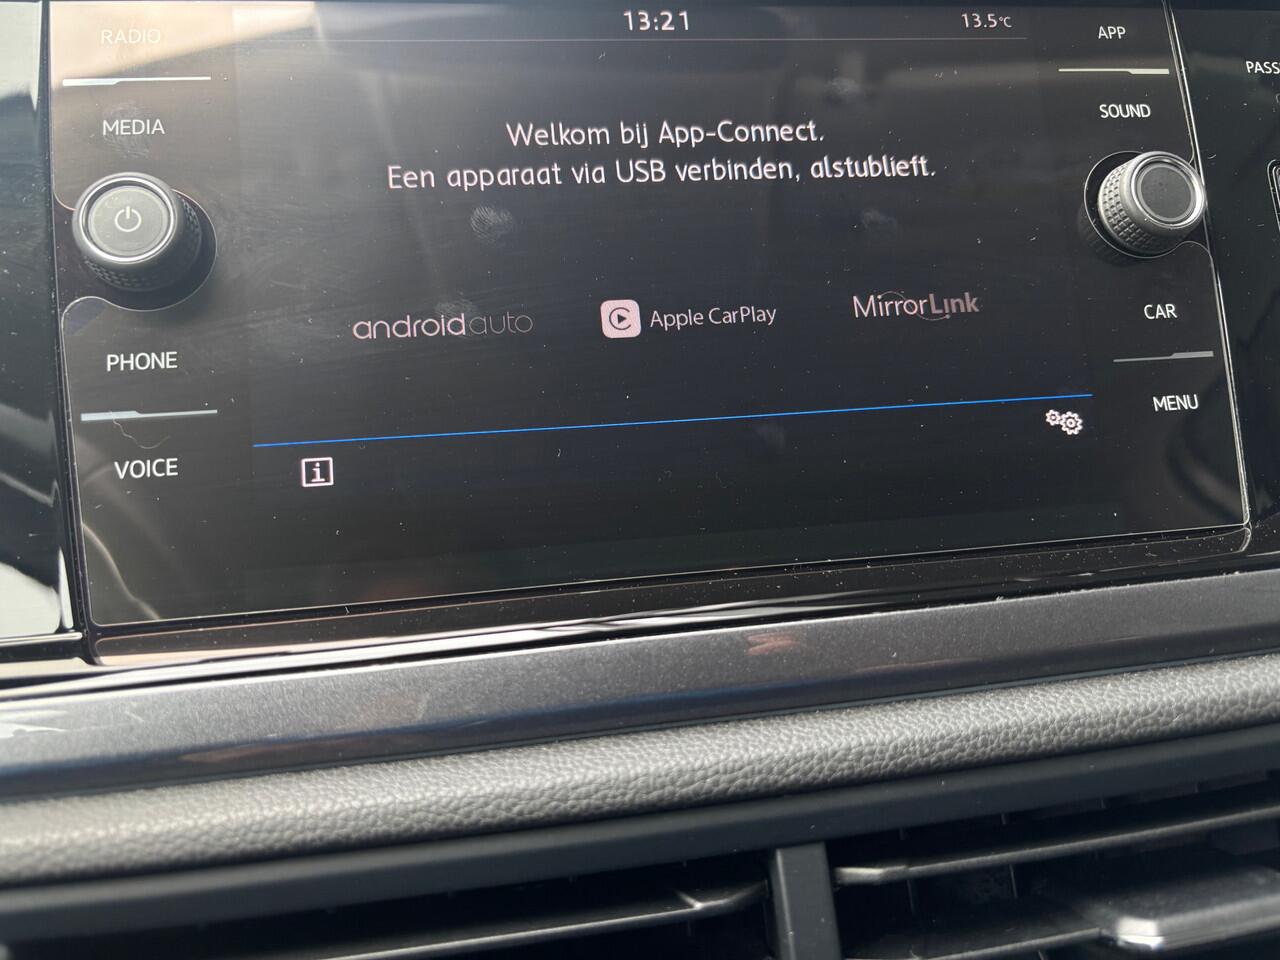 13:21
13.5°C
RADIO
MEDIA
PHONE
VOICE
Welkom bij App-Connect.
Een apparaat via USB verbinden, alstublieft.
androidauto
Apple CarPlay
MirrorLink
i
APP
SOUND
CAR
MENU
PASS